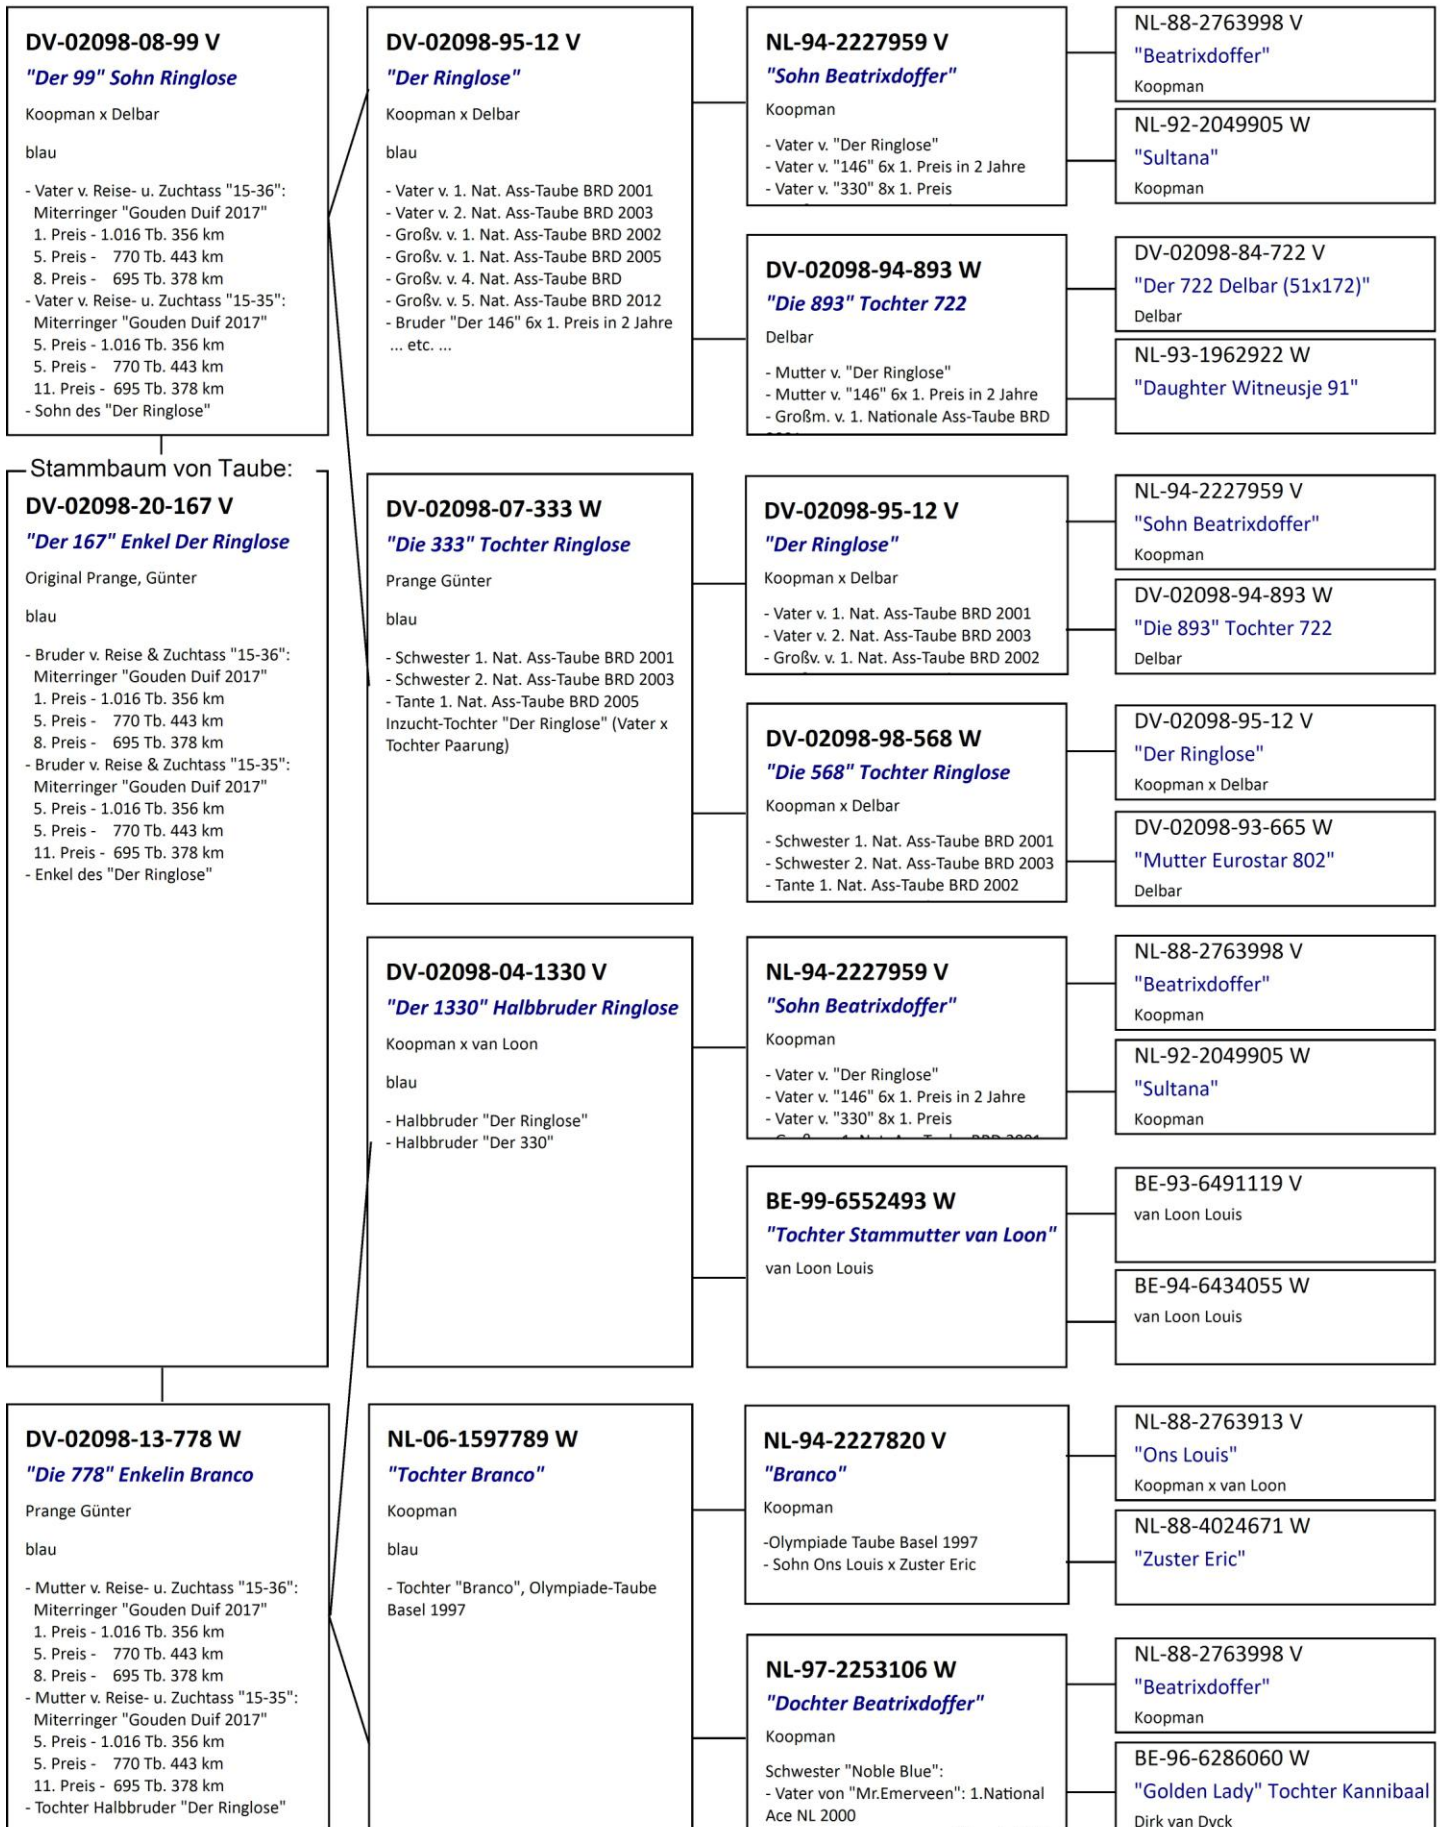 DV-02098-08-99 V
"Der 99" Sohn Ringlose
Koopman x Delbar
blau
- Vater v. Reise- u. Zuchtass "15-36":
Miterringer "Gouden Duif 2017"
1. Preis - 1.016 Tb. 356 km
5. Preis - 770 Tb. 443 km
8. Preis - 695 Tb. 378 km
- Vater v. Reise- u. Zuchtass "15-35":
Miterringer "Gouden Duif 2017"
5. Preis - 1.016 Tb. 356 km
5. Preis - 770 Tb. 443 km
11. Preis - 695 Tb. 378 km
- Sohn des "Der Ringlose"
Stammbaum von Taube:
DV-02098-20-167 V
"Der 167" Enkel Der Ringlose
Original Prange, Günter
blau
- Bruder v. Reise & Zuchtass "15-36":
Miterringer "Gouden Duif 2017"
1. Preis - 1.016 Tb. 356 km
5. Preis - 770 Tb. 443 km
8. Preis - 695 Tb. 378 km
- Bruder v. Reise & Zuchtass "15-35":
Miterringer "Gouden Duif 2017"
5. Preis - 1.016 Tb. 356 km
5. Preis - 770 Tb. 443 km
11. Preis - 695 Tb. 378 km
- Enkel des "Der Ringlose"
DV-02098-13-778 W
"Die 778" Enkelin Branco
Prange Günter
blau
- Mutter v. Reise- u. Zuchtass "15-36":
Miterringer "Gouden Duif 2017"
1. Preis - 1.016 Tb. 356 km
5. Preis - 770 Tb. 443 km
8. Preis - 695 Tb. 378 km
- Mutter v. Reise- u. Zuchtass "15-35":
Miterringer "Gouden Duif 2017"
5. Preis - 1.016 Tb. 356 km
5. Preis - 770 Tb. 443 km
11. Preis - 695 Tb. 378 km
- Tochter Halbbruder "Der Ringlose"
DV-02098-95-12 V
"Der Ringlose"
Koopman x Delbar
blau
- Vater v. 1. Nat. Ass-Taube BRD 2001
- Vater v. 2. Nat. Ass-Taube BRD 2003
- Großv. v. 1. Nat. Ass-Taube BRD 2002
- Großv. v. 1. Nat. Ass-Taube BRD 2005
- Großv. v. 4. Nat. Ass-Taube BRD
- Großv. v. 5. Nat. Ass-Taube BRD 2012
- Bruder "Der 146" 6x 1. Preis in 2 Jahre
... etc. ...
DV-02098-07-333 W
"Die 333" Tochter Ringlose
Prange Günter
blau
- Schwester 1. Nat. Ass-Taube BRD 2001
- Schwester 2. Nat. Ass-Taube BRD 2003
- Tante 1. Nat. Ass-Taube BRD 2005
Inzucht-Tochter "Der Ringlose" (Vater x
Tochter Paarung)
DV-02098-04-1330 V
"Der 1330" Halbbruder Ringlose
Koopman x van Loon
blau
- Halbbruder "Der Ringlose"
- Halbbruder "Der 330"
NL-06-1597789 W
"Tochter Branco"
Koopman
blau
- Tochter "Branco", Olympiade-Taube
Basel 1997
NL-94-2227959 V
"Sohn Beatrixdoffer"
Koopman
- Vater v. "Der Ringlose"
- Vater v. "146" 6x 1. Preis in 2 Jahre
- Vater v. "330" 8x 1. Preis
DV-02098-94-893 W
"Die 893" Tochter 722
Delbar
- Mutter v. "Der Ringlose"
- Mutter v. "146" 6x 1. Preis in 2 Jahre
- Großm. v. 1. Nationale Ass-Taube BRD
DV-02098-95-12 V
"Der Ringlose"
Koopman x Delbar
- Vater v. 1. Nat. Ass-Taube BRD 2001
- Vater v. 2. Nat. Ass-Taube BRD 2003
- Großv. v. 1. Nat. Ass-Taube BRD 2002
DV-02098-98-568 W
"Die 568" Tochter Ringlose
Koopman x Delbar
- Schwester 1. Nat. Ass-Taube BRD 2001
- Schwester 2. Nat. Ass-Taube BRD 2003
- Tante 1. Nat. Ass-Taube BRD 2002
NL-94-2227959 V
"Sohn Beatrixdoffer"
Koopman
- Vater v. "Der Ringlose"
- Vater v. "146" 6x 1. Preis in 2 Jahre
- Vater v. "330" 8x 1. Preis
BE-99-6552493 W
"Tochter Stammutter van Loon"
van Loon Louis
NL-94-2227820 V
"Branco"
Koopman
-Olympiade Taube Basel 1997
- Sohn Ons Louis x Zuster Eric
NL-97-2253106 W
"Dochter Beatrixdoffer"
Koopman
Schwester "Noble Blue":
- Vater von "Mr.Emerveen": 1.National
Ace NL 2000
NL-88-2763998 V
"Beatrixdoffer"
Koopman
NL-92-2049905 W
"Sultana"
Koopman
DV-02098-84-722 V
"Der 722 Delbar (51x172)"
Delbar
NL-93-1962922 W
"Daughter Witneusje 91"
NL-94-2227959 V
"Sohn Beatrixdoffer"
Koopman
DV-02098-94-893 W
"Die 893" Tochter 722
Delbar
DV-02098-95-12 V
"Der Ringlose"
Koopman x Delbar
DV-02098-93-665 W
"Mutter Eurostar 802"
Delbar
NL-88-2763998 V
"Beatrixdoffer"
Koopman
NL-92-2049905 W
"Sultana"
Koopman
BE-93-6491119 V
van Loon Louis
BE-94-6434055 W
van Loon Louis
NL-88-2763913 V
"Ons Louis"
Koopman x van Loon
NL-88-4024671 W
"Zuster Eric"
NL-88-2763998 V
"Beatrixdoffer"
Koopman
BE-96-6286060 W
"Golden Lady" Tochter Kannibaal
Dirk van Dyck